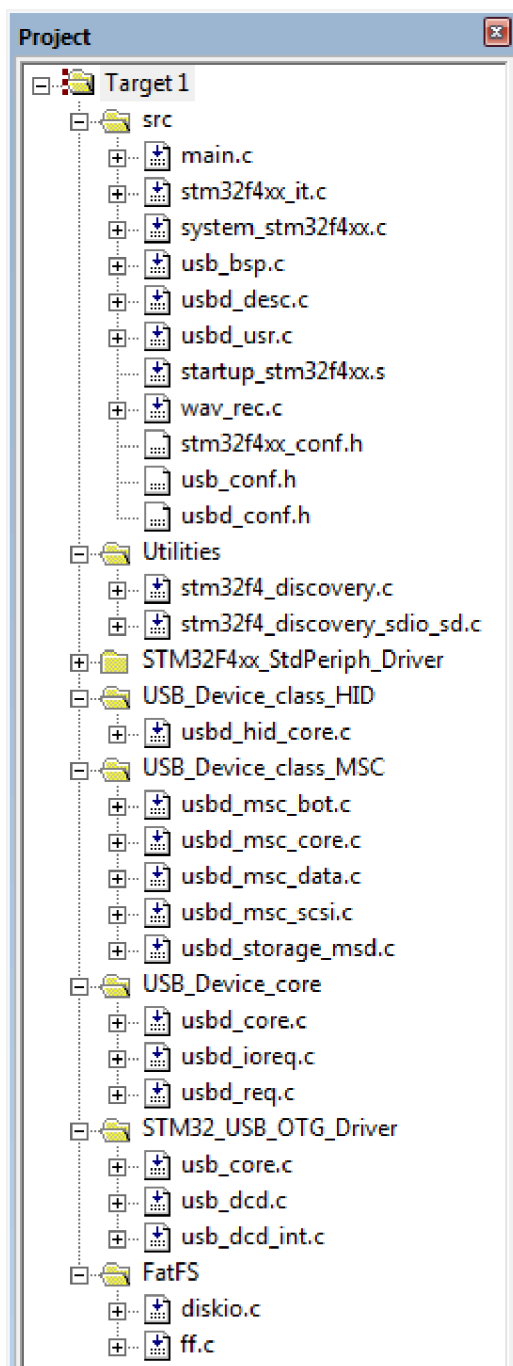 Project
Target 1
src
main.c
stm32f4xx_it.c
system_stm32f4xx.c
usb_bsp.c
usbd_desc.c
usbd_usr.c
startup_stm32f4xx.s
wav_rec.c
stm32f4xx_conf.h
usb_conf.h
usbd_conf.h
Utilities
stm32f4_discovery.c
stm32f4_discovery_sdio_sd.c
STM32F4xx_StdPeriph_Driver
USB_Device_class_HID
usbd_hid_core.c
USB_Device_class_MSC
usbd_msc_bot.c
usbd_msc_core.c
usbd_msc_data.c
usbd_msc_scsi.c
usbd_storage_msd.c
USB_Device_core
usbd_core.c
usbd_ioreq.c
usbd_req.c
STM32_USB_OTG_Driver
usb_core.c
usb_dcd.c
usb_dcd_int.c
FatFS
diskio.c
ff.c